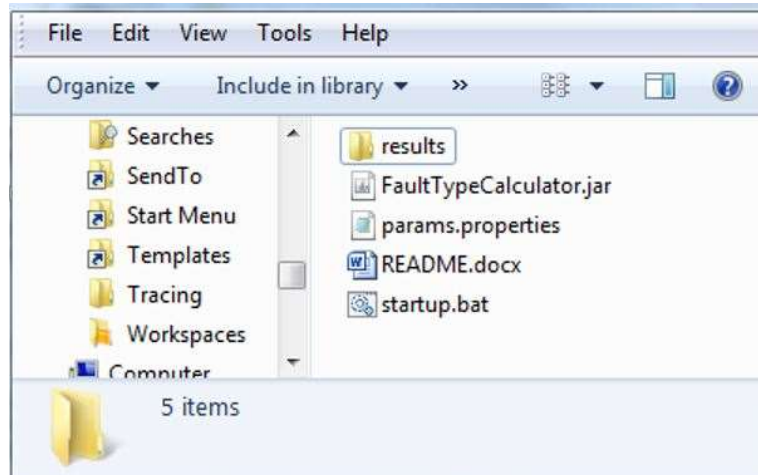 File Edit View Tools Help
Organize Include in library »
Searches
SendTo
Start Menu
Templates
Tracing
Workspaces
Computer
results
FaultTypeCalculator.jar
params.properties
README.docx
startup.bat
5 items